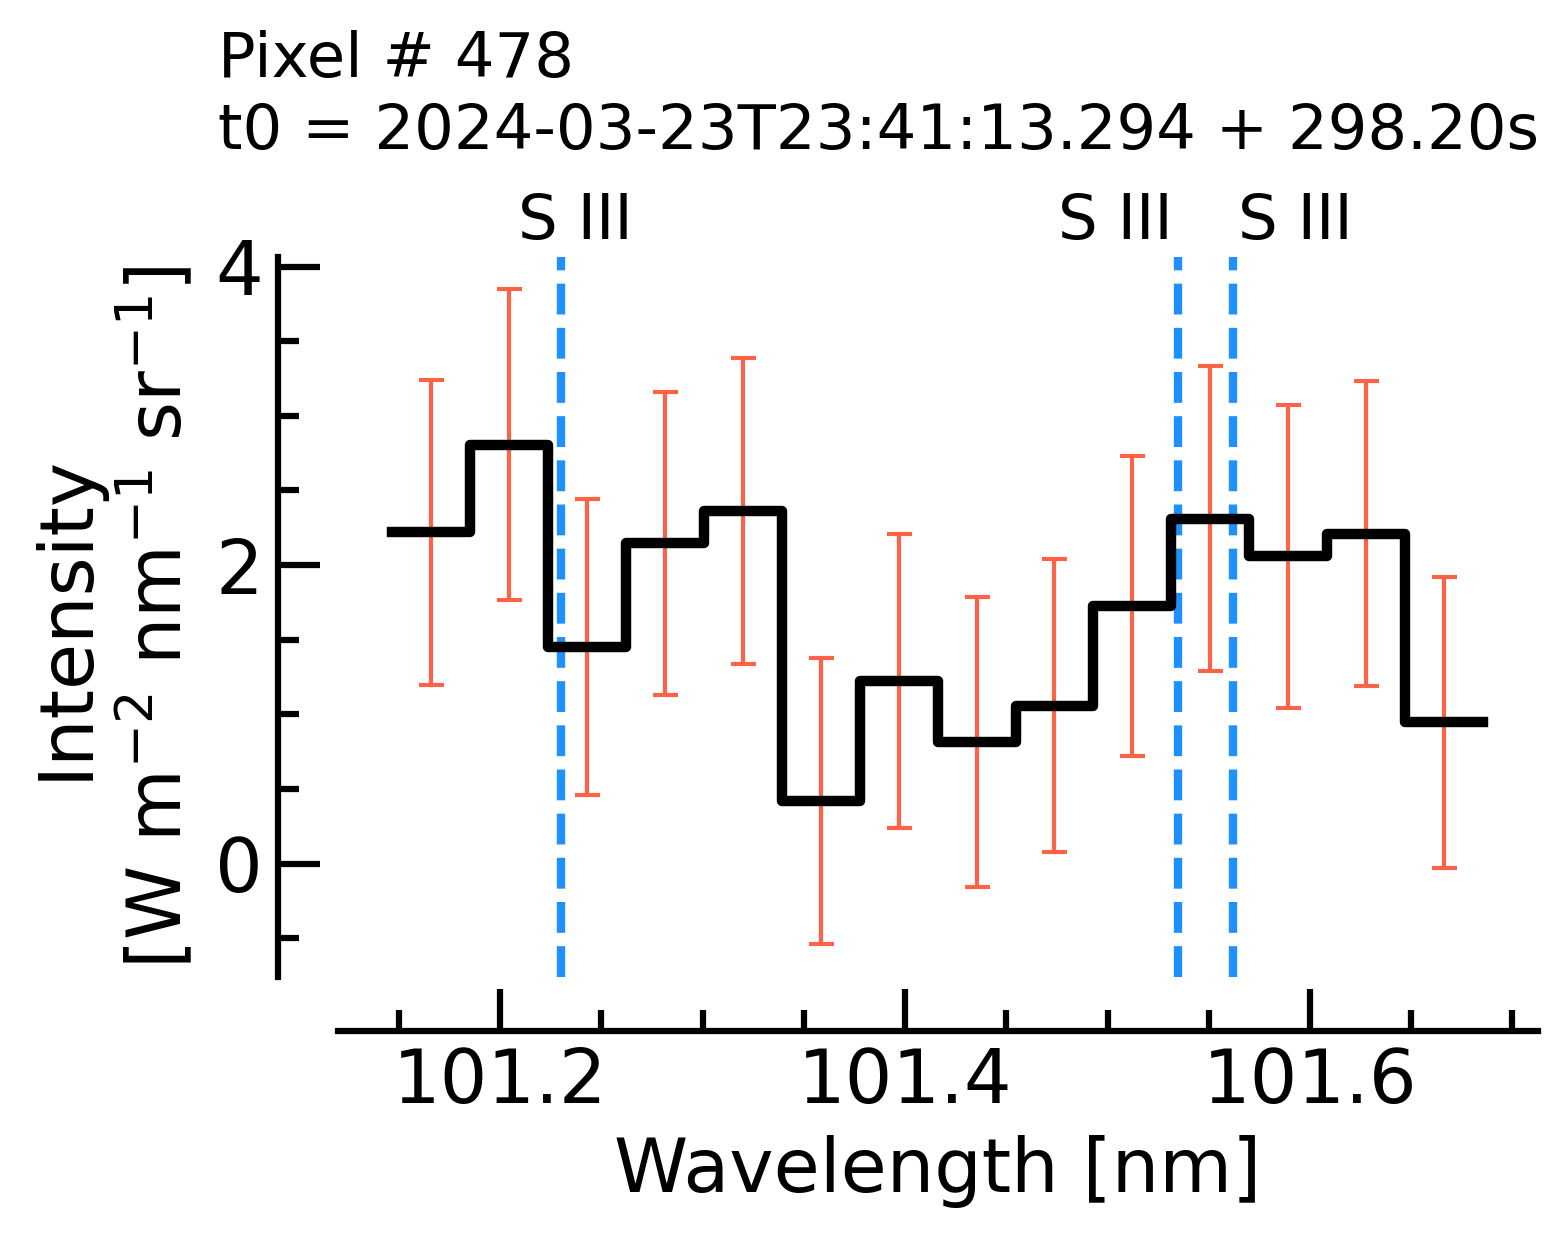 Pixel # 478
t0 = 2024-03-23T23:41:13.294 + 298.20s
S III S III S III
Intensity
[W m⁻² nm⁻¹ sr⁻¹]
4
2
0
101.2 101.4 101.6
Wavelength [nm]